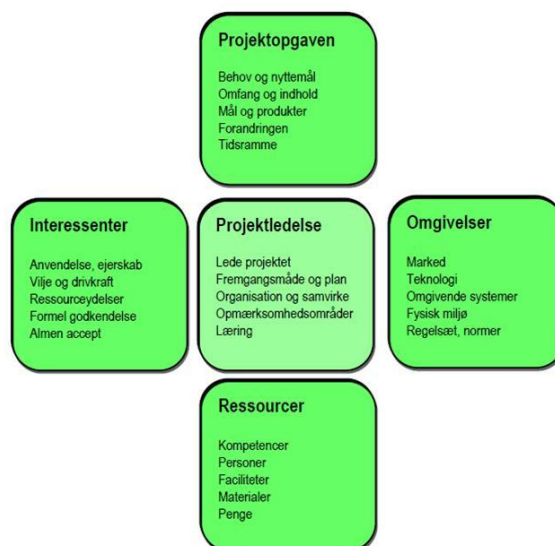 Projektopgaven
Behov og nyttemål
Omfang og indhold
Mål og produkter
Forandringen
Tidsramme
Interessenter
Anvendelse, ejerskab
Vilje og drivkraft
Ressourceydelser
Formel godkendelse
Almen accept
Projektledelse
Lede projektet
Fremgangsmåde og plan
Organisation og samvirke
Opmærksomhedsområder
Læring
Omgivelser
Marked
Teknologi
Omgivende systemer
Fysisk miljø
Regelsæt, normer
Ressourcer
Kompetencer
Personer
Faciliteter
Materialer
Penge